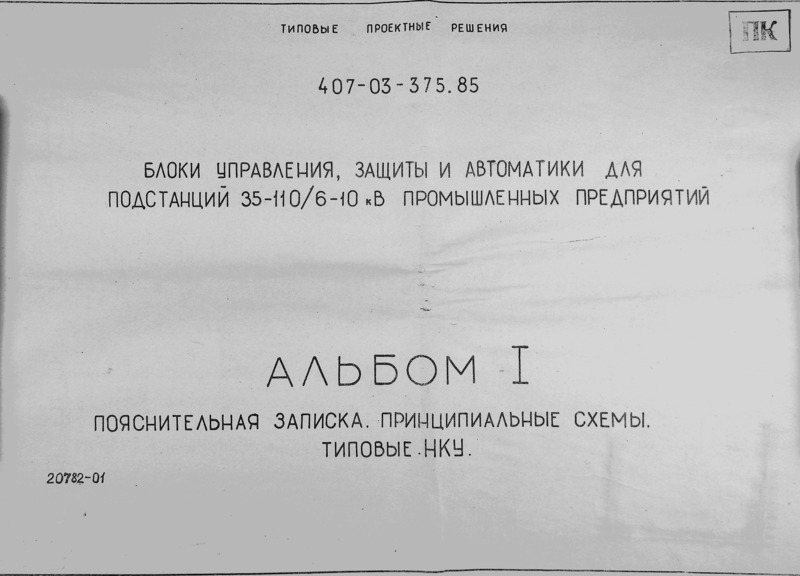 ТИПОВЫЕ ПРОЕКТНЫЕ РЕШЕНИЯ
ПК
407-03-375.85
БЛОКИ УПРАВЛЕНИЯ, ЗАЩИТЫ И АВТОМАТИКИ ДЛЯ
ПОДСТАНЦИЙ 35-110/6-10 кВ ПРОМЫШЛЕННЫХ ПРЕДПРИЯТИЙ
АЛЬБОМ I
ПОЯСНИТЕЛЬНАЯ ЗАПИСКА. ПРИНЦИПИАЛЬНЫЕ СХЕМЫ.
ТИПОВЫЕ НКУ.
20782-01